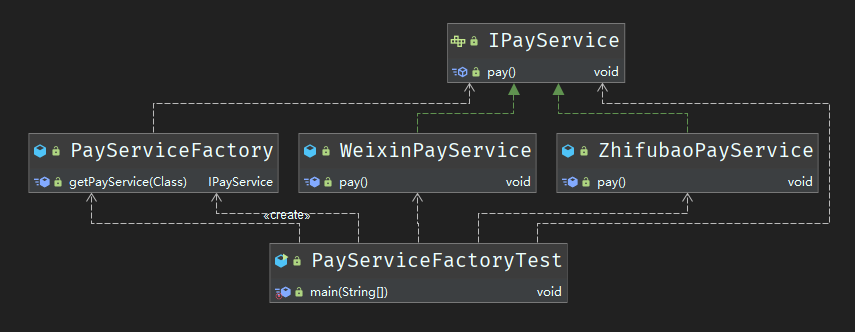 IPayService
pay() void
PayServiceFactory
getPayService(Class) IPayService
WeixinPayService
pay() void
ZhifubaoPayService
pay() void
«create»
PayServiceFactoryTest
main(String[]) void